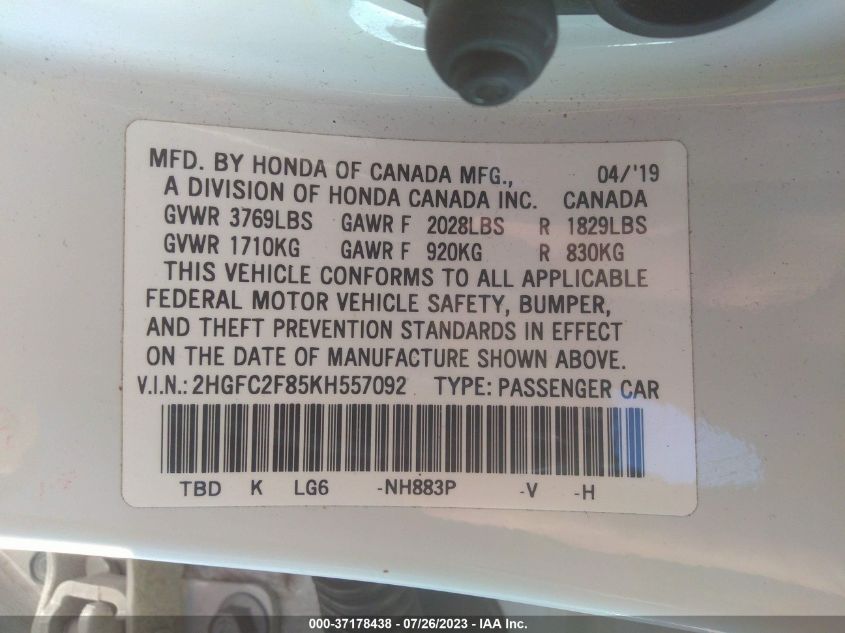 MFD. BY HONDA OF CANADA MFG., 04/'19
A DIVISION OF HONDA CANADA INC. CANADA
GVWR 3769LBS GAWR F 2028LBS R 1829LBS
GVWR 1710KG GAWR F 920KG R 830KG
THIS VEHICLE CONFORMS TO ALL APPLICABLE
FEDERAL MOTOR VEHICLE SAFETY, BUMPER,
AND THEFT PREVENTION STANDARDS IN EFFECT
ON THE DATE OF MANUFACTURE SHOWN ABOVE.
V.I.N.: 2HGFC2F85KH557092 TYPE: PASSENGER CAR
TBD K LG6 -NH883P -V -H
000-37178438 - 07/26/2023 - IAA Inc.